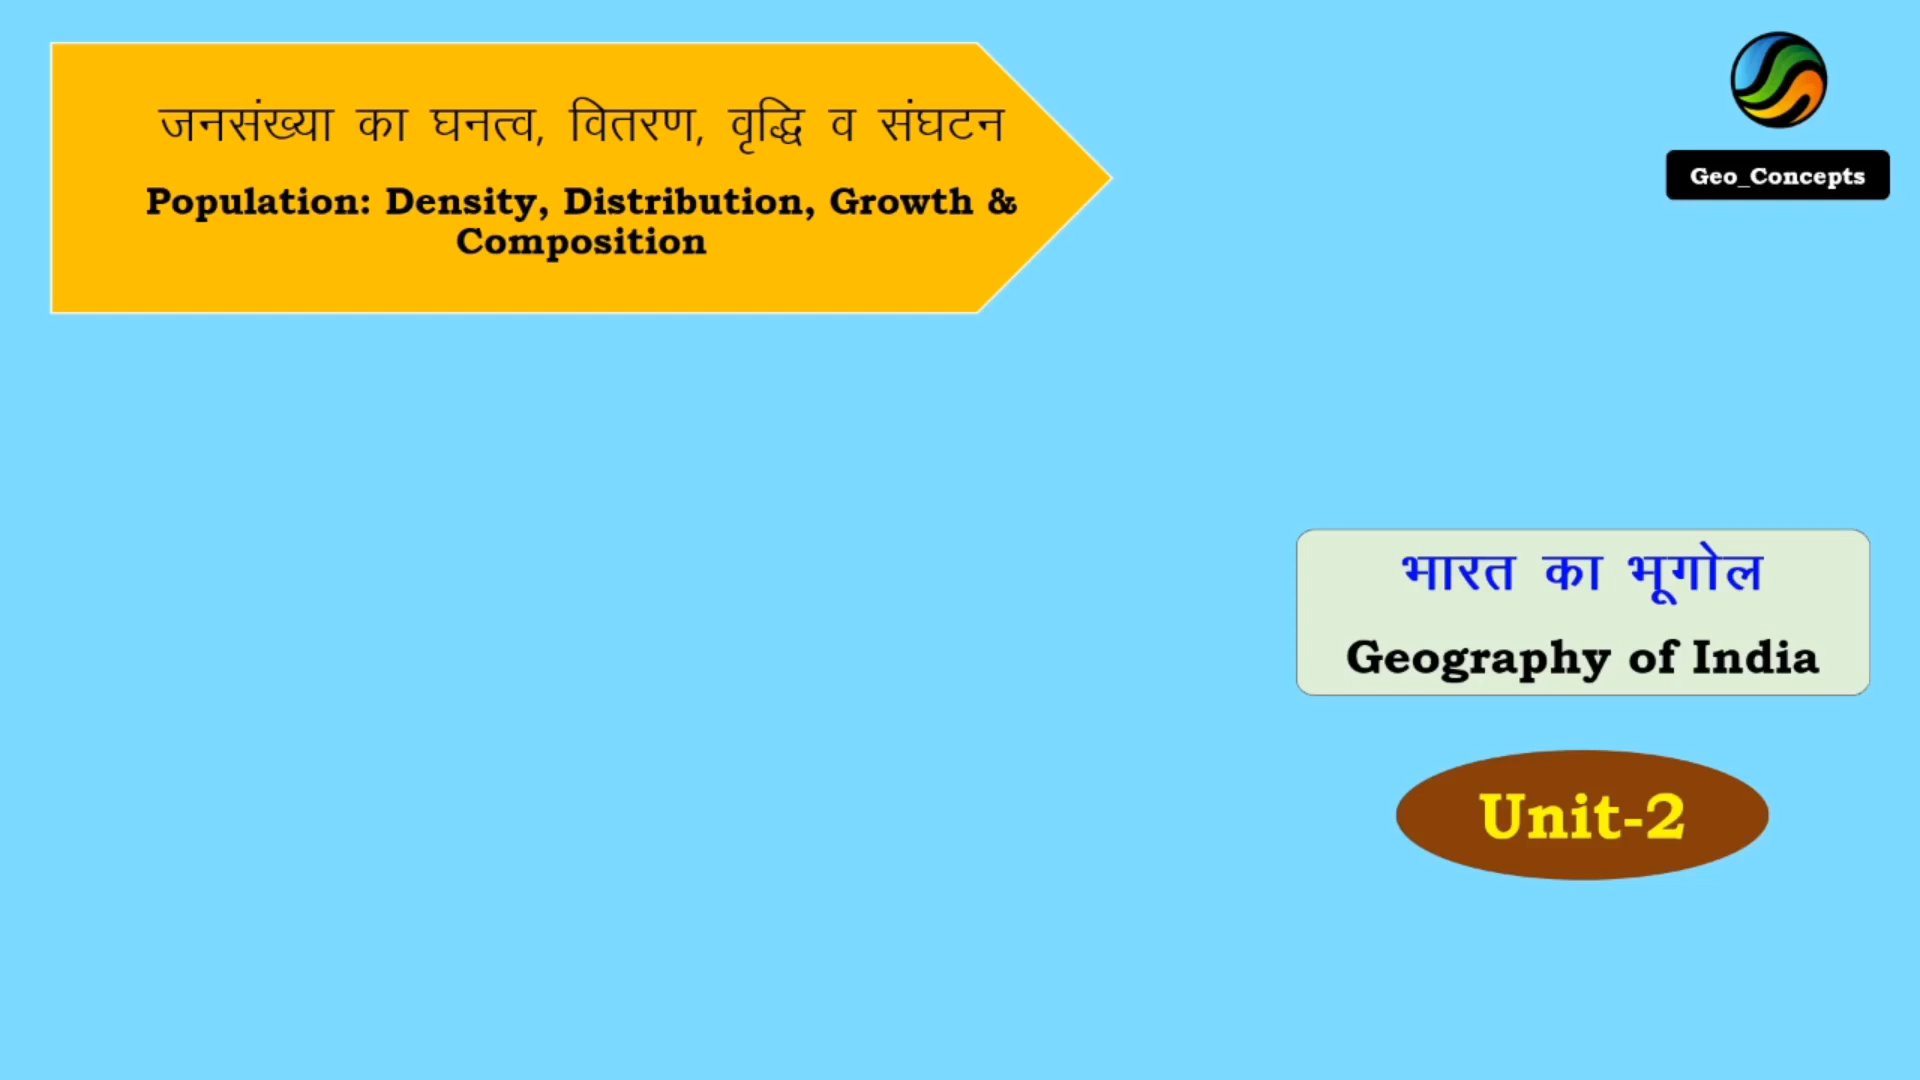 जनसंख्या का घनत्व, वितरण, वृद्धि व संघटन
Population: Density, Distribution, Growth &
Composition
Geo_Concepts
भारत का भूगोल
Geography of India
Unit-2